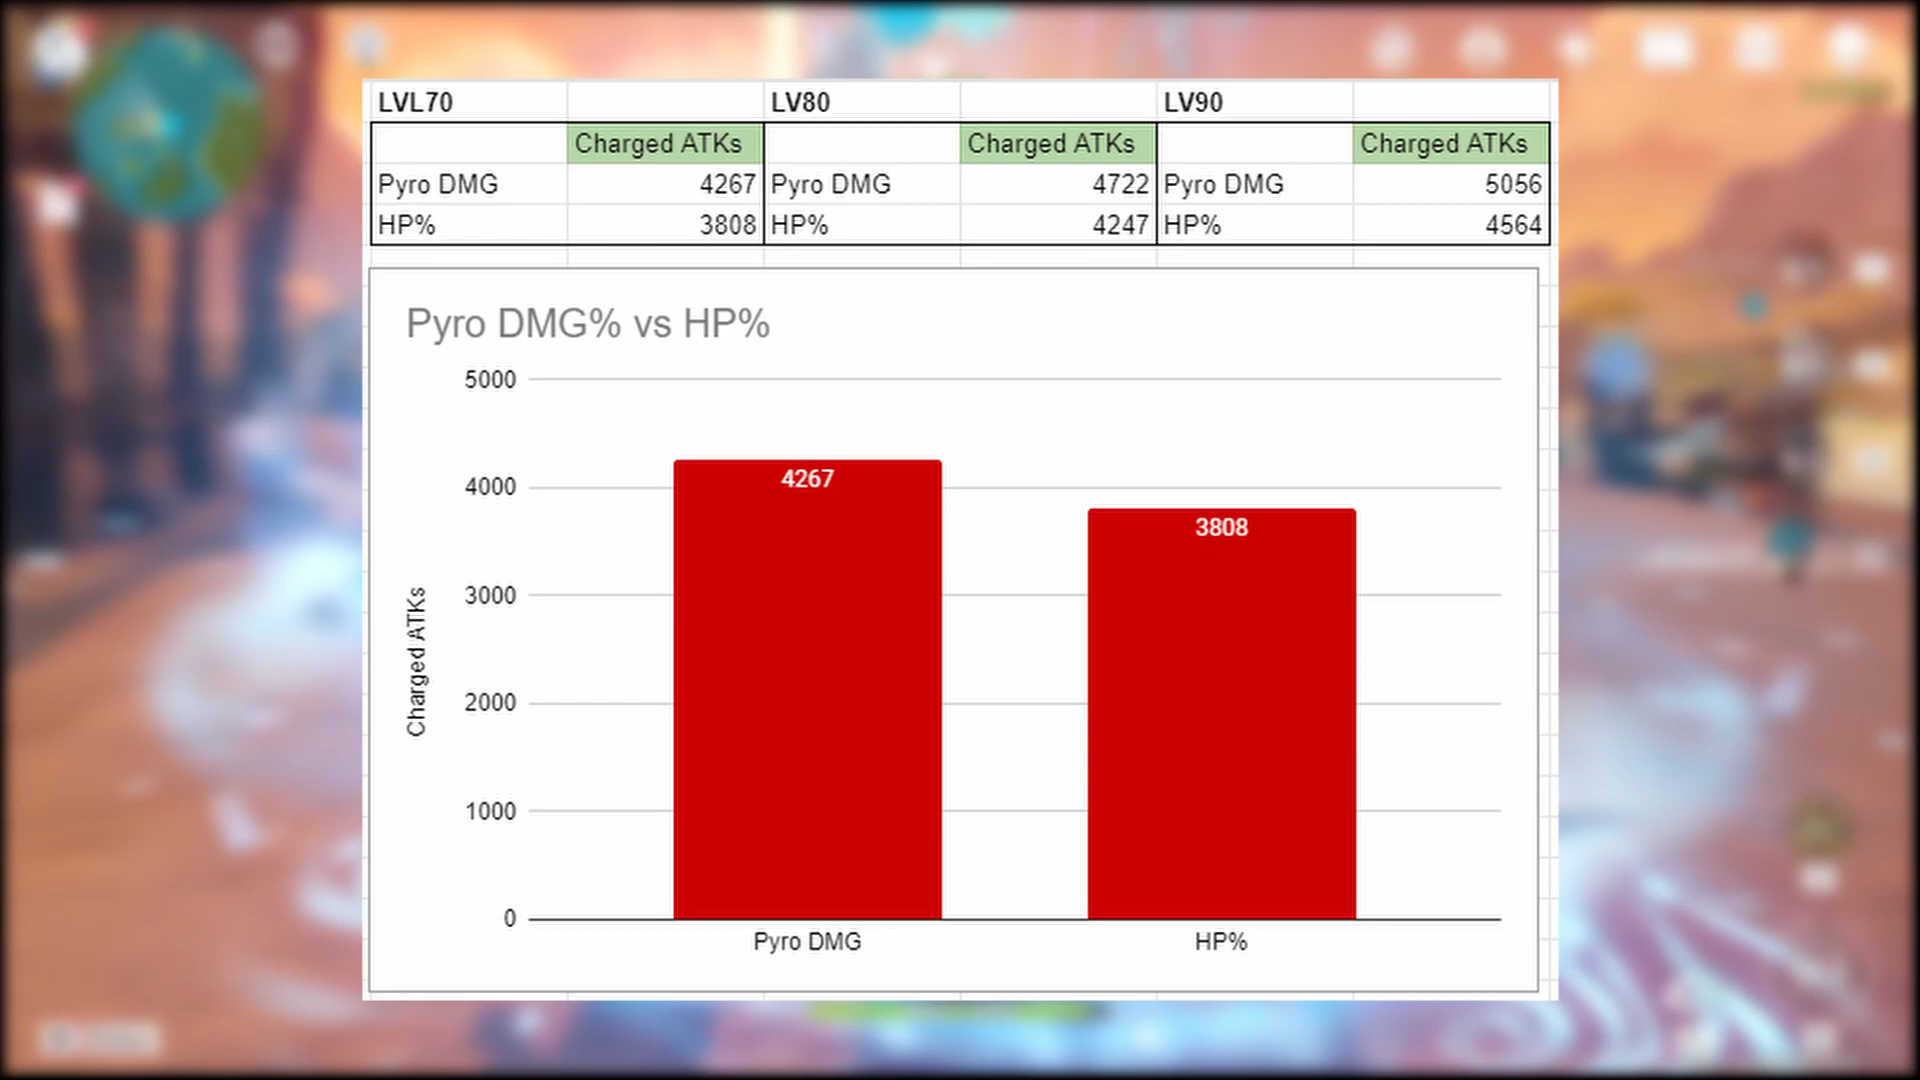 LVL70 LV80 LV90
Charged ATKs Charged ATKs Charged ATKs
Pyro DMG 4267 Pyro DMG 4722 Pyro DMG 5056
HP% 3808 HP% 4247 HP% 4564
Pyro DMG% vs HP%
5000
4000
3000
2000
1000
0
Charged ATKs
4267
3808
Pyro DMG HP%